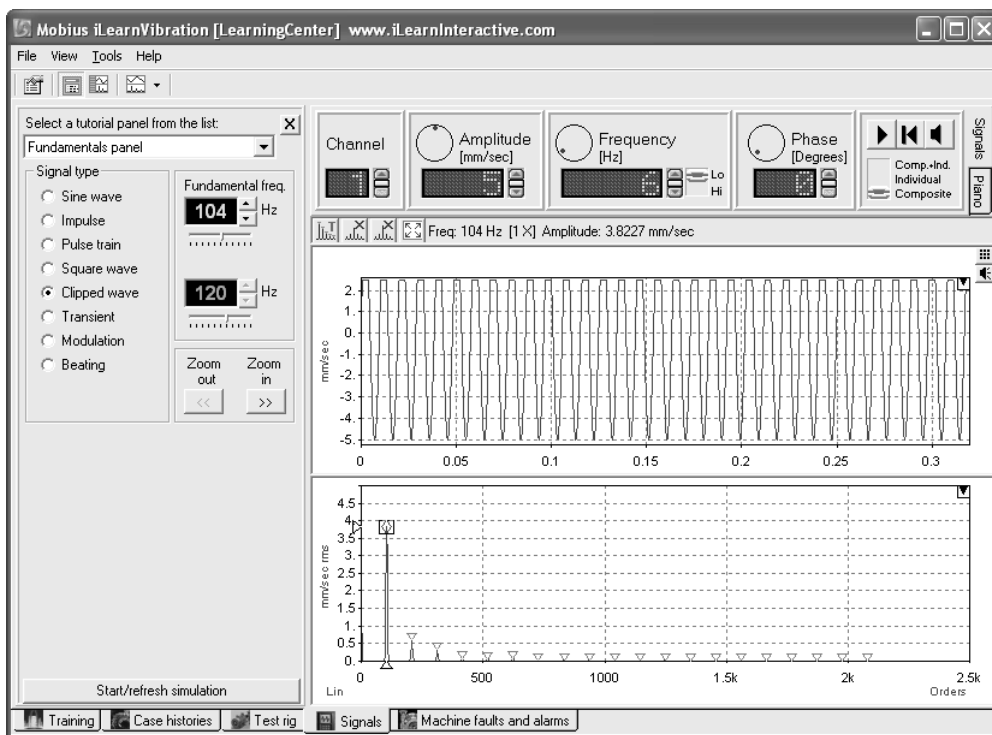 Mobius iLearnVibration [LearningCenter] www.iLearnInteractive.com
File View Tools Help
Select a tutorial panel from the list:
Fundamentals panel
Signal type
Sine wave
Impulse
Pulse train
Square wave
Clipped wave
Transient
Modulation
Beating
Fundamental freq.
104 Hz
120 Hz
Zoom out
Zoom in
<<
>>
Start/refresh simulation
Training Case histories Test rig
Channel
1
Amplitude
[mm/sec]
5
Frequency
[Hz]
6
Lo
Hi
Phase
[Degrees]
0
Comp.+Ind.
Individual
Composite
Signals
Piano
Freq: 104 Hz [1 X] Amplitude: 3.8227 mm/sec
mm/sec
2.
1.
0.
-1.
-2.
-3.
-4.
-5.
0 0.05 0.1 0.15 0.2 0.25 0.3
mm/sec rms
4.5
4.
3.5
3.
2.5
2.
1.5
1.
0.5
0.
0 500 1000 1.5k 2k 2.5k
Lin Orders
Signals Machine faults and alarms